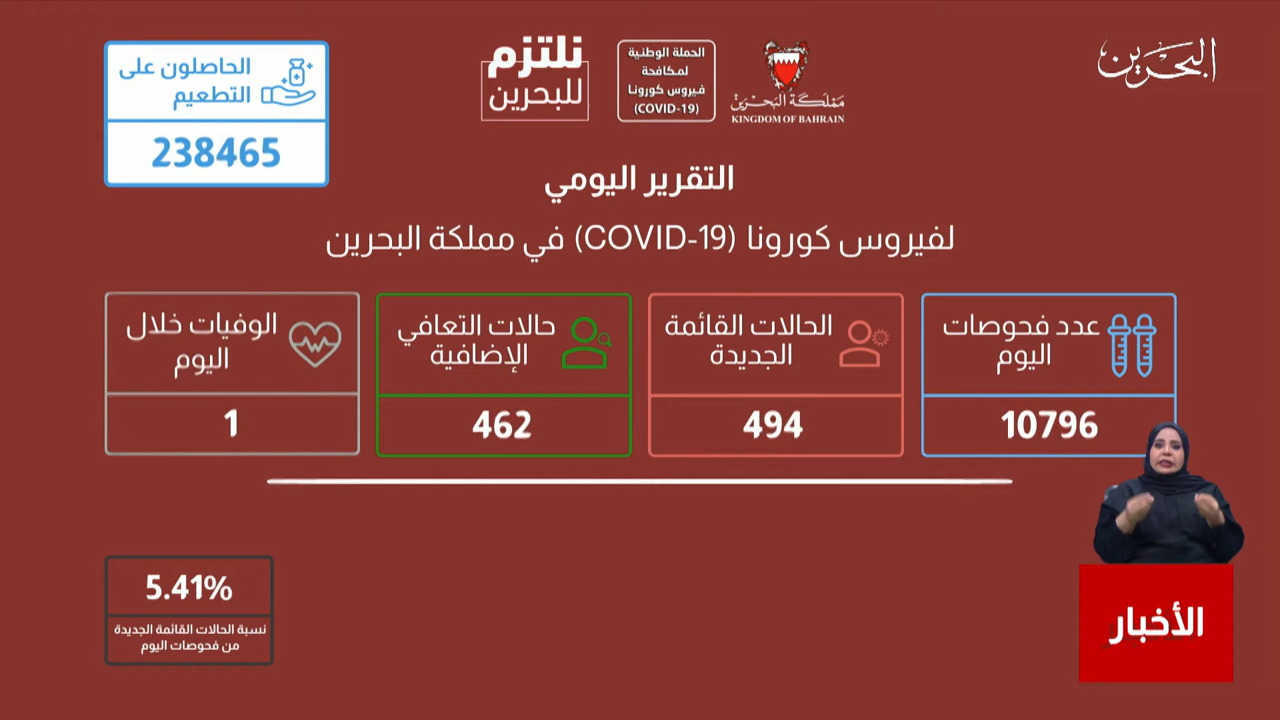 البحرين
مملكة البحرين
KINGDOM OF BAHRAIN
الحملة الوطنية
لمكافحة
فيروس كورونا
(COVID-19)
نلتزم
للبحرين
الحاصلون على
التطعيم
238465
التقرير اليومي
لفيروس كورونا (COVID-19) في مملكة البحرين
عدد فحوصات
اليوم
10796
الحالات القائمة
الجديدة
494
حالات التعافي
الإضافية
462
الوفيات خلال
اليوم
1
5.41%
نسبة الحالات القائمة الجديدة
من فحوصات اليوم
الأخبار